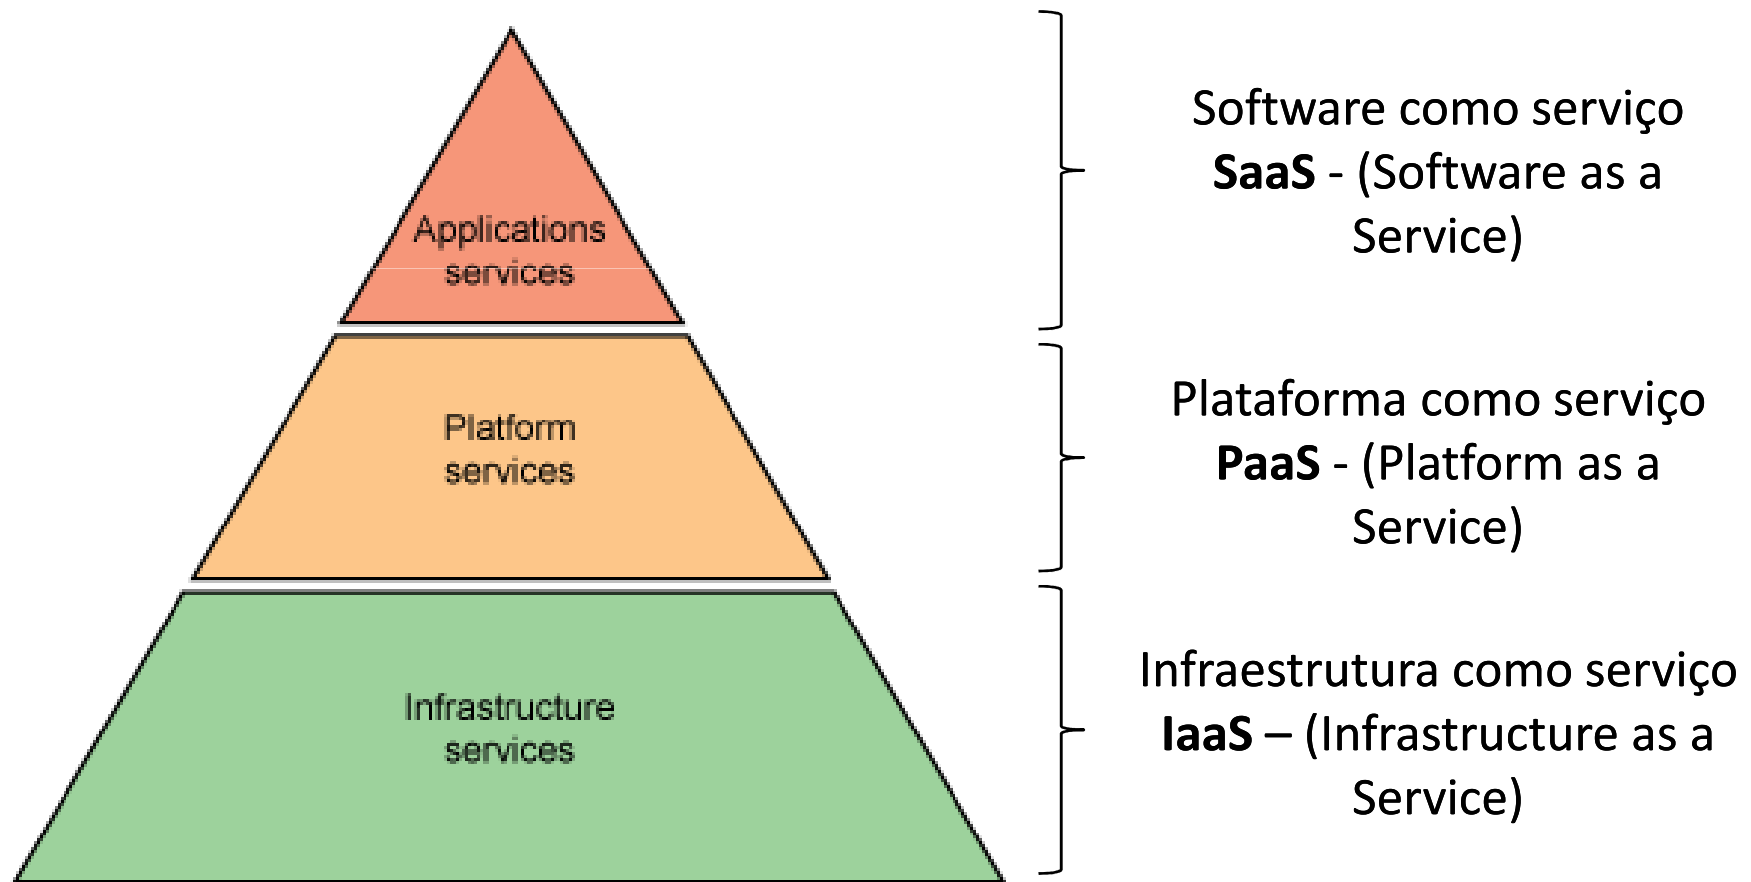 Applications
services
Software como serviço
SaaS - (Software as a
Service)
Platform
services
Plataforma como serviço
PaaS - (Platform as a
Service)
Infrastructure
services
Infraestrutura como serviço
IaaS – (Infrastructure as a
Service)